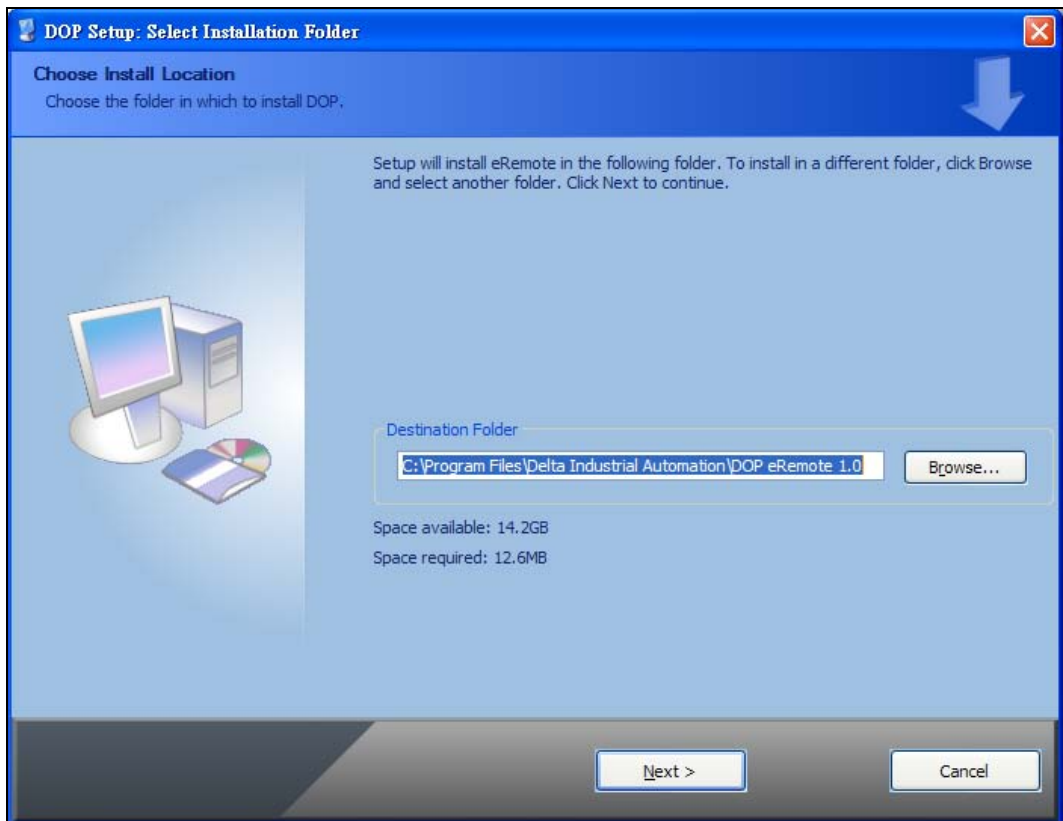 DOP Setup: Select Installation Folder
Choose Install Location
Choose the folder in which to install DOP.
Setup will install eRemote in the following folder. To install in a different folder, click Browse
and select another folder. Click Next to continue.
Destination Folder
C:\Program Files\Delta Industrial Automation\DOP eRemote 1.0
Browse...
Space available: 14.2GB
Space required: 12.6MB
Next >
Cancel